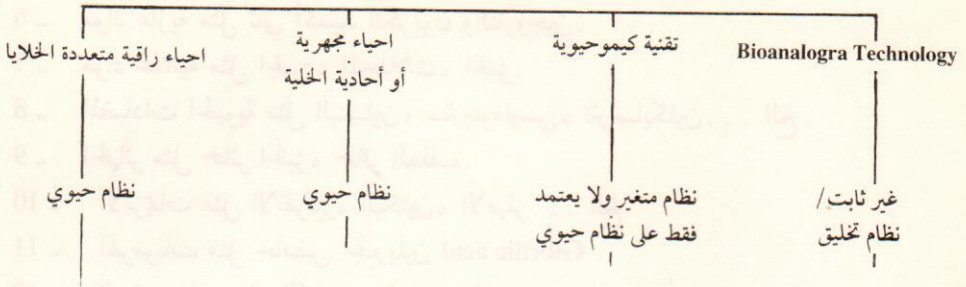 Bioanalogra Technology
تقنية كيموحيوية
احياء مجهرية
أو أحادية الخلية
احياء راقية متعددة الخلايا
غير ثابت/
نظام تخليق
نظام متغير ولا يعتمد
فقط على نظام حيوي
نظام حيوي
نظام حيوي